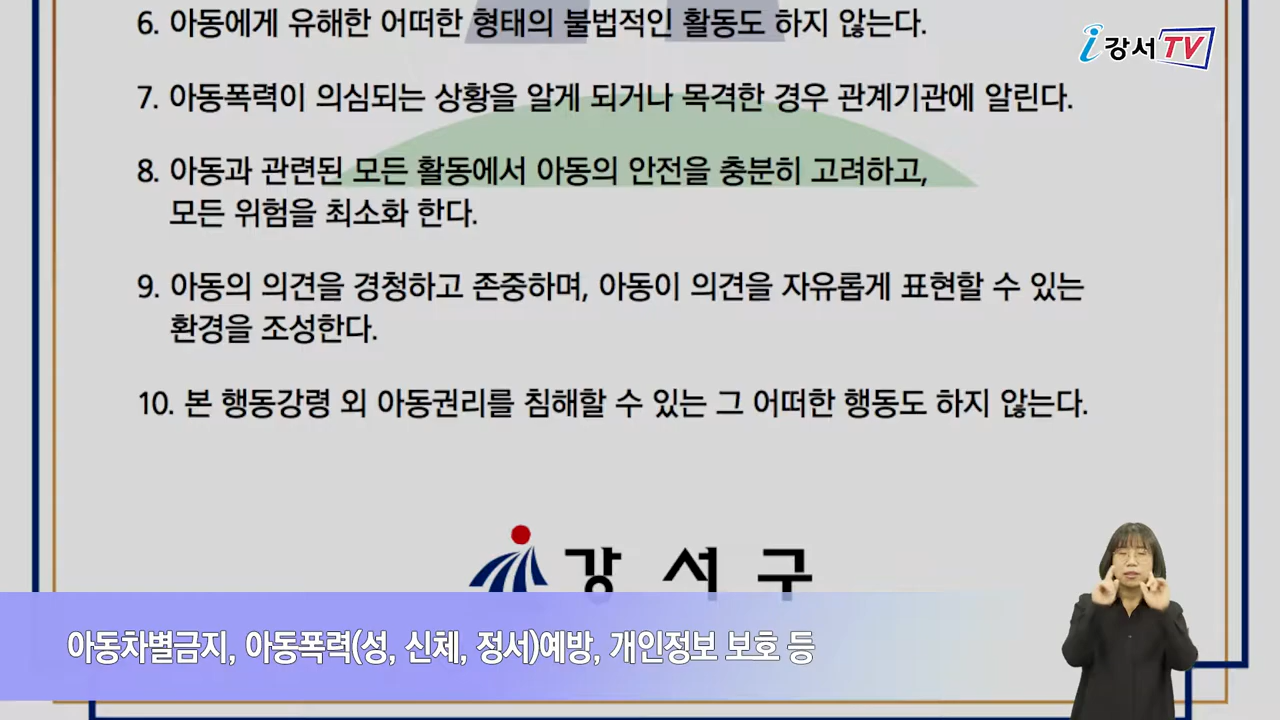 6. 아동에게 유해한 어떠한 형태의 불법적인 활동도 하지 않는다.
i강서TV
7. 아동폭력이 의심되는 상황을 알게 되거나 목격한 경우 관계기관에 알린다.
8. 아동과 관련된 모든 활동에서 아동의 안전을 충분히 고려하고,
모든 위험을 최소화 한다.
9. 아동의 의견을 경청하고 존중하며, 아동이 의견을 자유롭게 표현할 수 있는
환경을 조성한다.
10. 본 행동강령 외 아동권리를 침해할 수 있는 그 어떠한 행동도 하지 않는다.
강서구
아동차별금지, 아동폭력(성, 신체, 정서)예방, 개인정보 보호 등